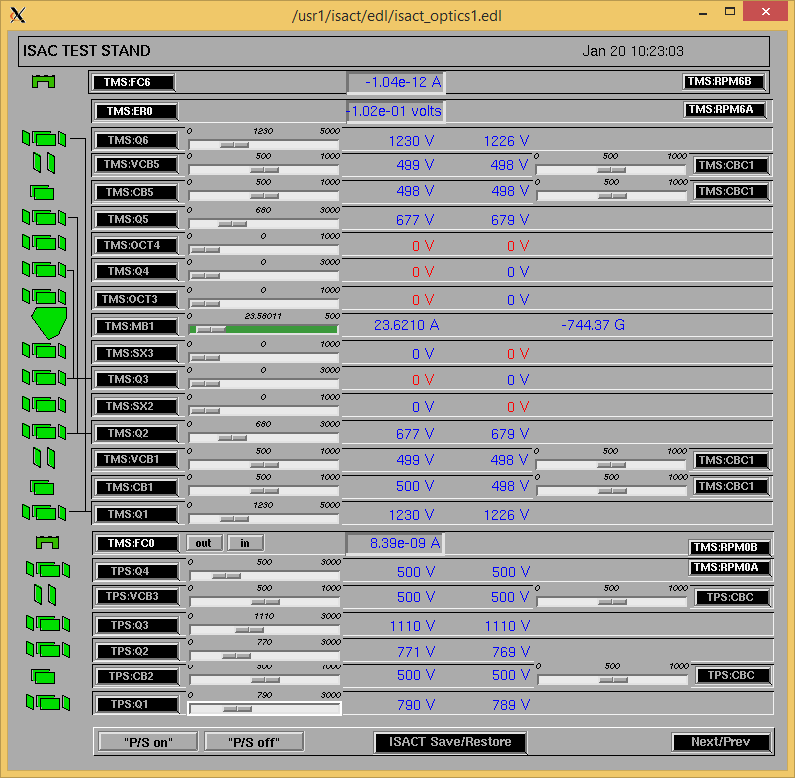 /usr1/isact/edl/isact_optics1.edl
ISAC TEST STAND Jan 20 10:23:03
TMS:FC6 -1.04e-12 A TMS:RPM6B
TMS:ER0 -1.02e-01 volts TMS:RPM6A
0 1230 5000
TMS:Q6 1230 V 1226 V
0 500 1000 0 500 1000
TMS:VCB5 499 V 498 V TMS:CBC1
0 500 1000 0 500 1000
TMS:CB5 498 V 498 V TMS:CBC1
0 680 3000
TMS:Q5 677 V 679 V
0 0 1000
TMS:OCT4 0 V 0 V
0 0 3000
TMS:Q4 0 V 0 V
0 0 1000
TMS:OCT3 0 V 0 V
0 23.58011 500
TMS:MB1 23.6210 A -744.37 G
0 0 1000
TMS:SX3 0 V 0 V
0 0 3000
TMS:Q3 0 V 0 V
0 0 1000
TMS:SX2 0 V 0 V
0 680 3000
TMS:Q2 677 V 679 V
0 500 1000 0 500 1000
TMS:VCB1 499 V 498 V TMS:CBC1
0 500 1000 0 500 1000
TMS:CB1 500 V 498 V TMS:CBC1
0 1230 5000
TMS:Q1 1230 V 1226 V
TMS:FC0 out in 8.39e-09 A TMS:RPM0B
0 500 3000 TMS:RPM0A
TPS:Q4 500 V 500 V
0 500 1000 0 500 1000
TPS:VCB3 500 V 500 V TPS:CBC
0 1110 3000
TPS:Q3 1110 V 1110 V
0 770 3000
TPS:Q2 771 V 769 V
0 500 1000 0 500 1000
TPS:CB2 500 V 500 V TPS:CBC
0 790 3000
TPS:Q1 790 V 789 V
"P/S on" "P/S off" ISACT Save/Restore Next/Prev